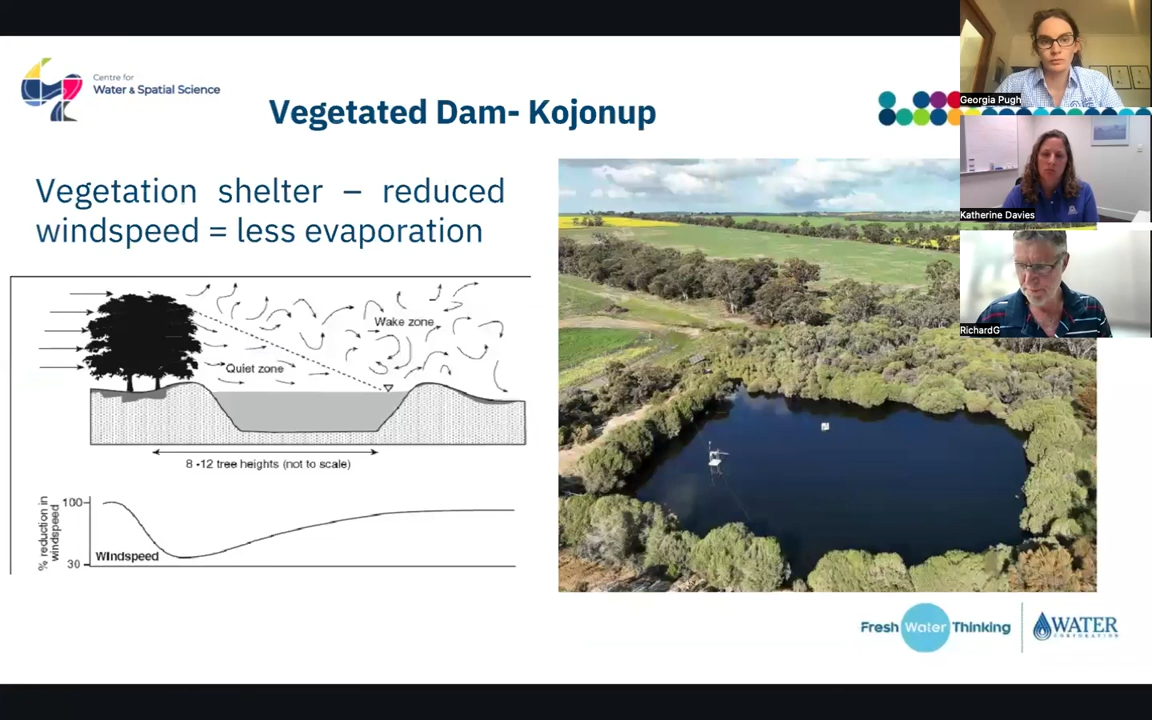 Centre for
Water & Spatial Science
Vegetated Dam- Kojonup
Georgia Pugh
Katherine Davies
RichardG
Vegetation shelter – reduced
windspeed = less evaporation
Wake zone
Quiet zone
8 -12 tree heights (not to scale)
% reduction in
windspeed
100
30
Windspeed
Fresh Water Thinking
WATER
CORPORATION